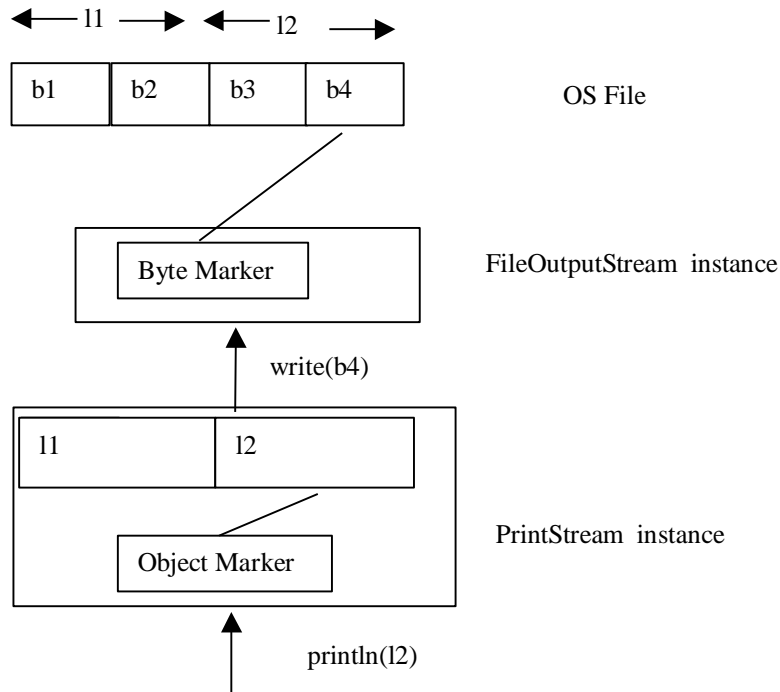 l1 l2
b1 b2 b3 b4 OS File
Byte Marker FileOutputStream instance
write(b4)
l1 l2
PrintStream instance
Object Marker
println(l2)